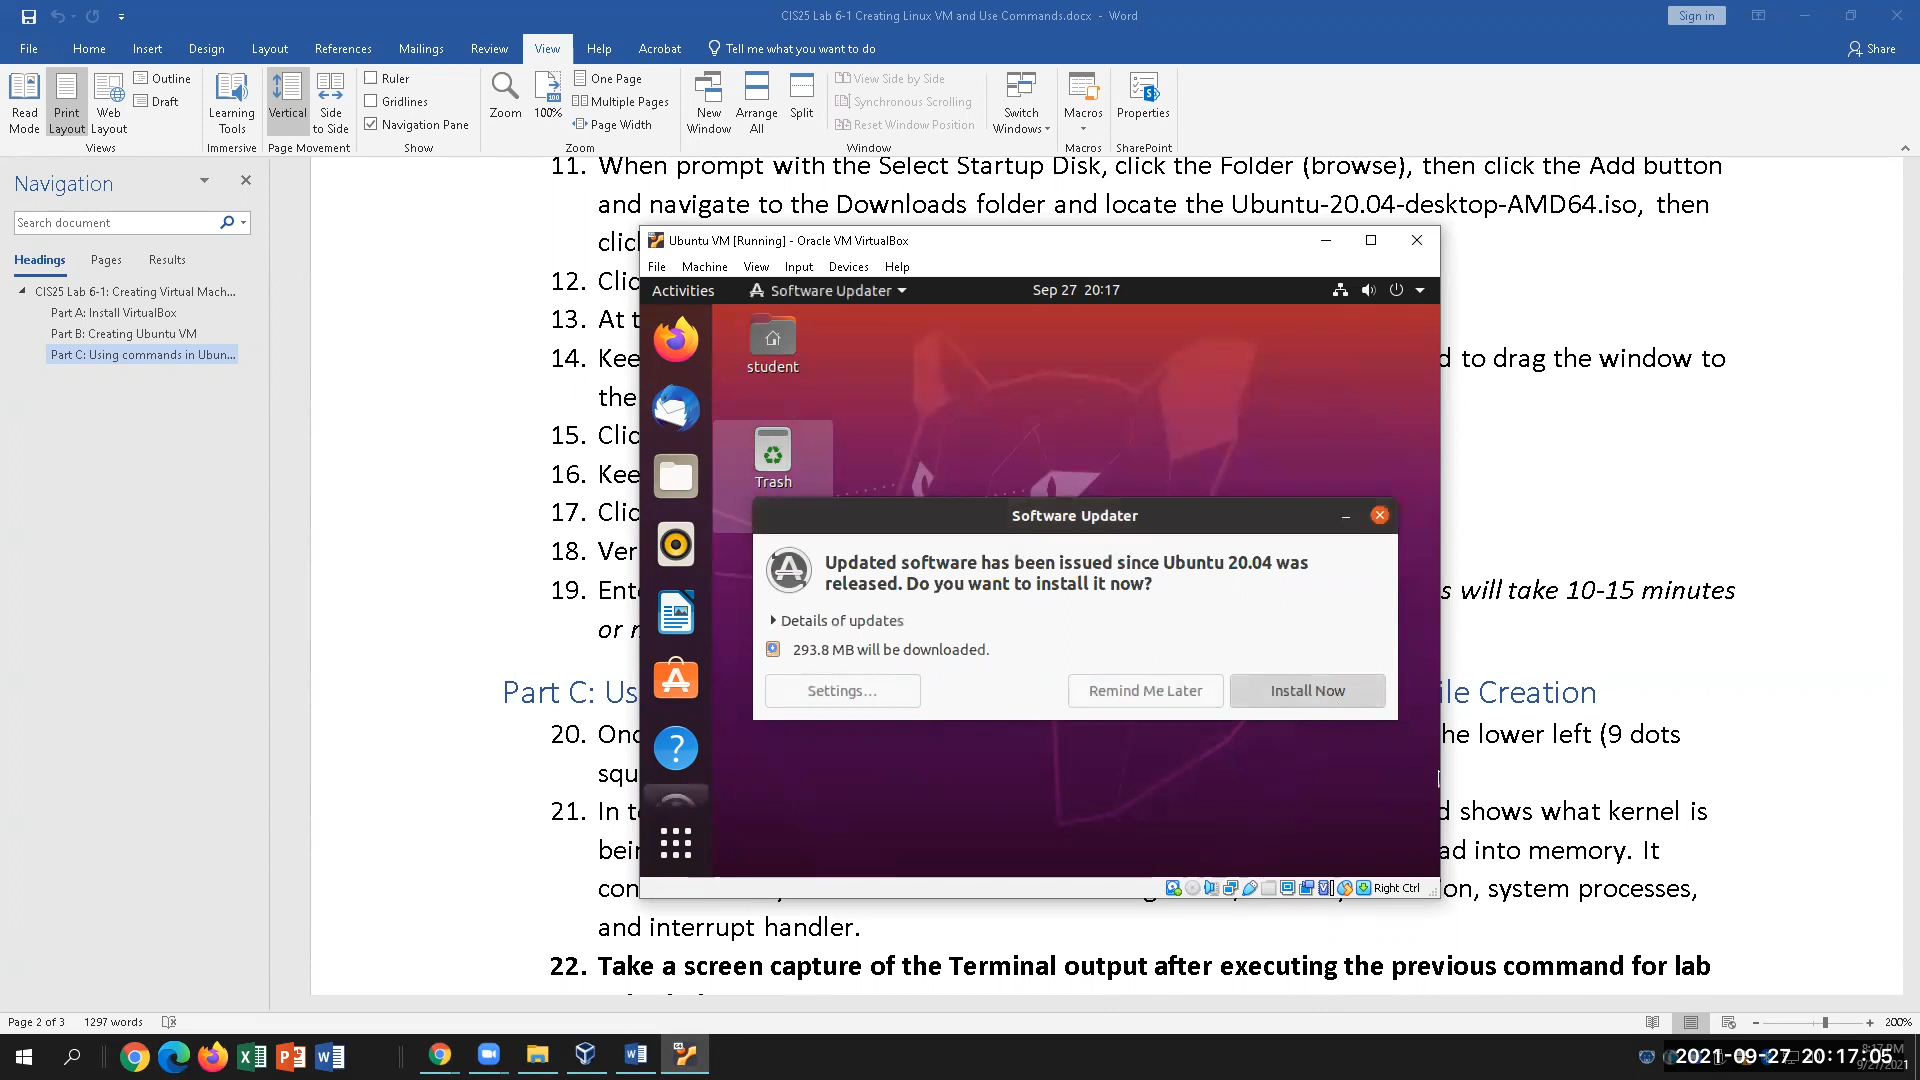 CIS25 Lab 6-1 Creating Linux VM and Use Commands.docx - Word
Sign in
File Home Insert Design Layout References Mailings Review View Help Acrobat Tell me what you want to do
Share
Read Mode
Print Layout
Web Layout
Outline
Draft
Views
Learning Tools
Immersive
Vertical
Side to Side
Page Movement
Ruler
Gridlines
Navigation Pane
Show
Zoom
100%
One Page
Multiple Pages
Page Width
Zoom
New Window
Arrange All
Split
View Side by Side
Synchronous Scrolling
Reset Window Position
Window
Switch Windows
Macros
Macros
Properties
SharePoint
Navigation
Search document
Headings Pages Results
CIS25 Lab 6-1: Creating Virtual Mach...
Part A: Install VirtualBox
Part B: Creating Ubuntu VM
Part C: Using commands in Ubun...
11. When prompt with the Select Startup Disk, click the Folder (browse), then click the Add button
and navigate to the Downloads folder and locate the Ubuntu-20.04-desktop-AMD64.iso, then
clic
12. Clic
13. At t
14. Kee d to drag the window to
the
15. Clic
16. Kee
17. Clic
18. Ver
19. Ent s will take 10-15 minutes
or
Part C: Us ile Creation
20. Onc he lower left (9 dots
squ
21. In te d shows what kernel is
bein ad into memory. It
con on, system processes,
and interrupt handler.
22. Take a screen capture of the Terminal output after executing the previous command for lab
Ubuntu VM [Running] - Oracle VM VirtualBox
File Machine View Input Devices Help
Activities Software Updater Sep 27 20:17
student
Trash
Software Updater
Updated software has been issued since Ubuntu 20.04 was
released. Do you want to install it now?
Details of updates
293.8 MB will be downloaded.
Settings... Remind Me Later Install Now
Right Ctrl
Page 2 of 3 1297 words
200%
2021-09-27 20:17:05